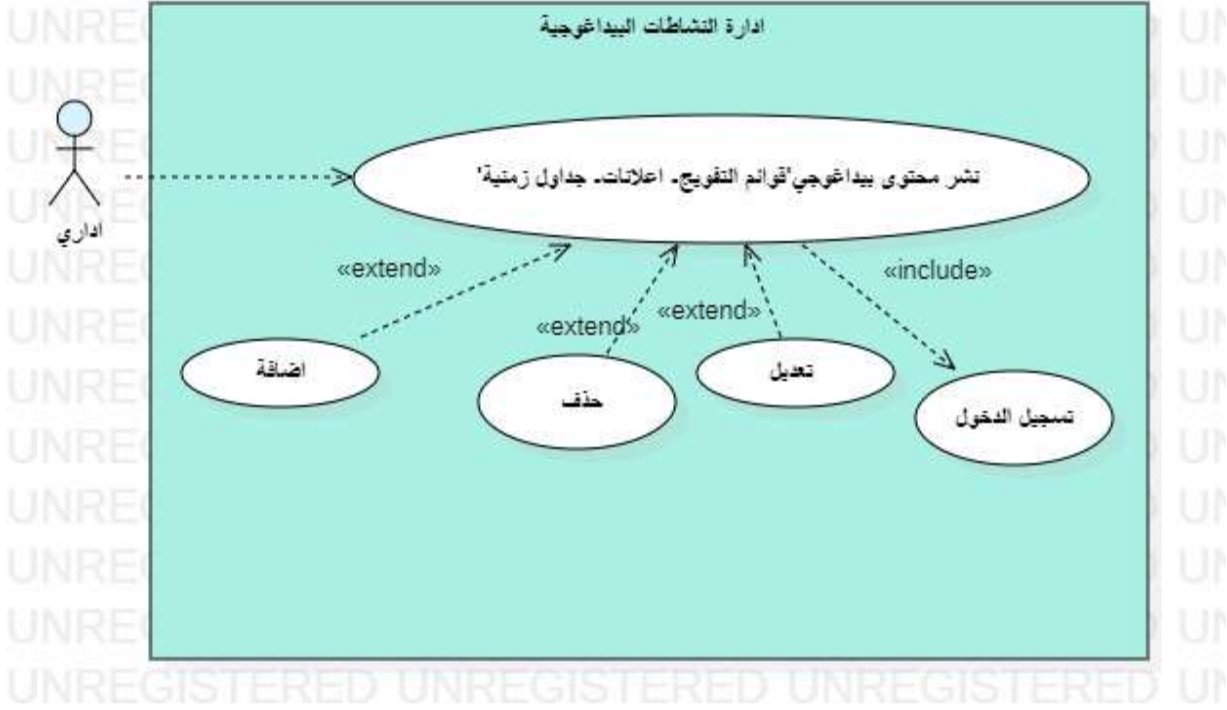 ادارة النشاطات البيداغوجية
نشر محتوى بيداغوجي'قوائم التفويج- اعلانات- جداول زمنية'
اداري
«extend»
«include»
«extend»
«extend»
اضافة
حذف
تعديل
تسجيل الدخول
UNREGISTERED UNREGISTERED UNREGISTERED UN